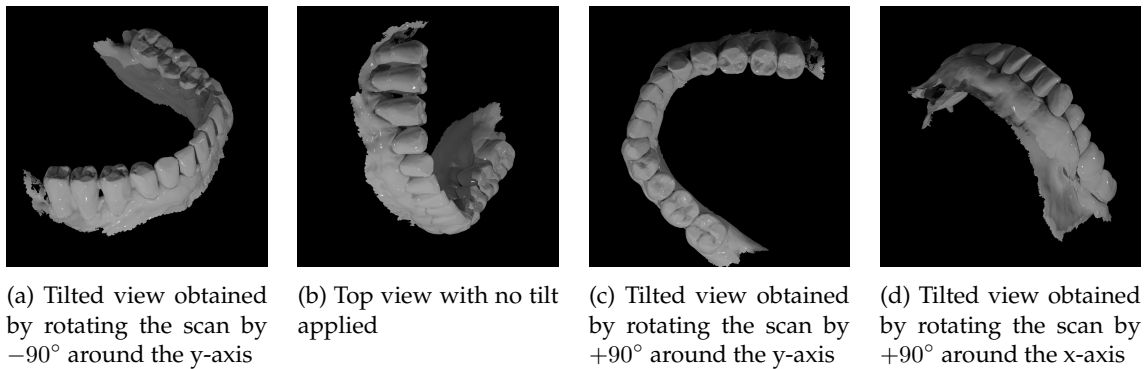 (a) Tilted view obtained
by rotating the scan by
−90° around the y-axis
(b) Top view with no tilt
applied
(c) Tilted view obtained
by rotating the scan by
+90° around the y-axis
(d) Tilted view obtained
by rotating the scan by
+90° around the x-axis